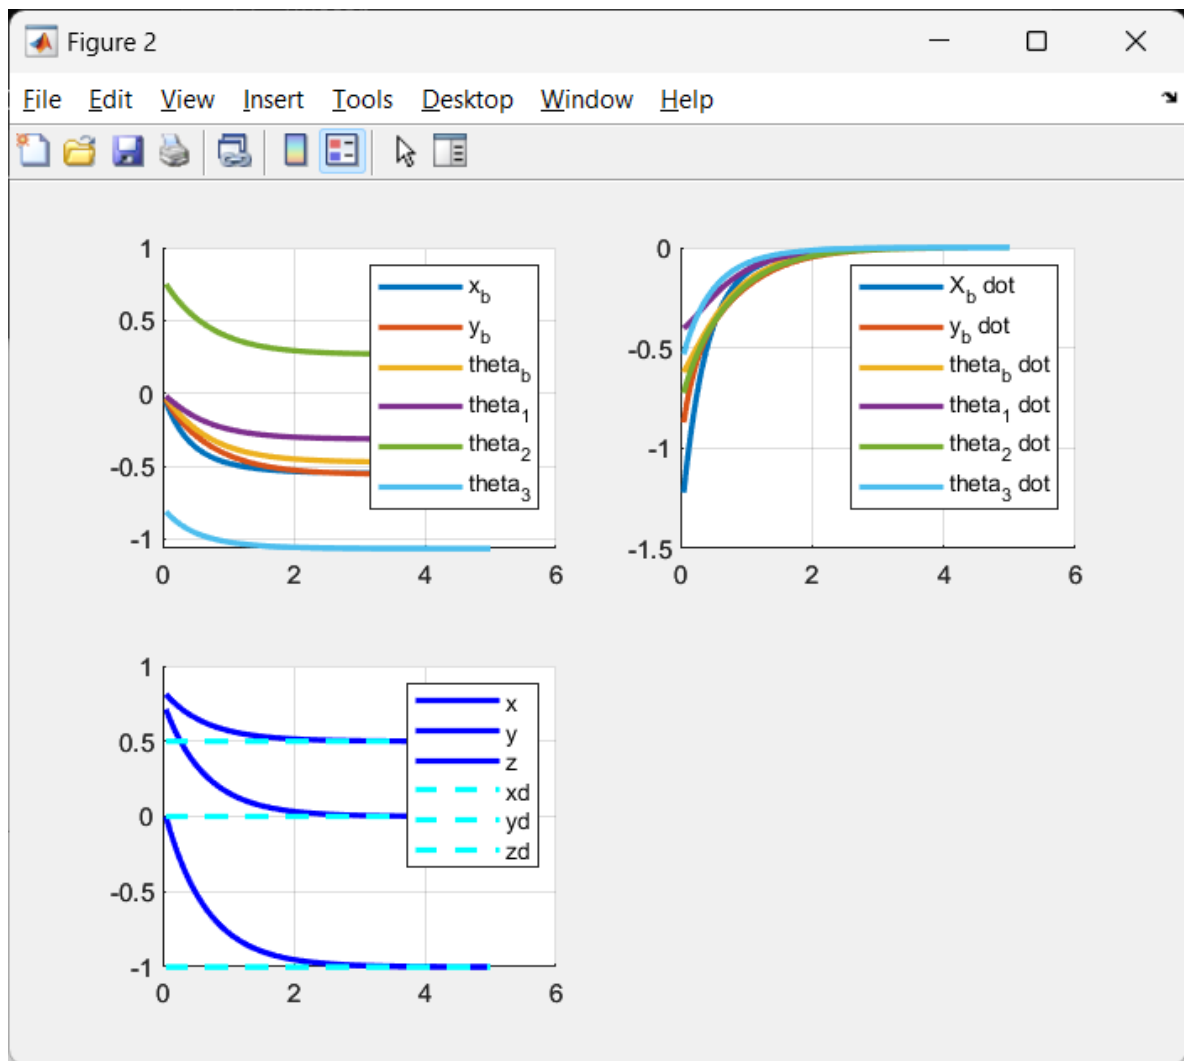 Figure 2
File Edit View Insert Tools Desktop Window Help
1
0.5
0
-0.5
-1
0 2 4 6
x_b
y_b
theta_b
theta_1
theta_2
theta_3
0
-0.5
-1
-1.5
0 2 4 6
X_b dot
y_b dot
theta_b dot
theta_1 dot
theta_2 dot
theta_3 dot
1
0.5
0
-0.5
-1
0 2 4 6
x
y
z
xd
yd
zd